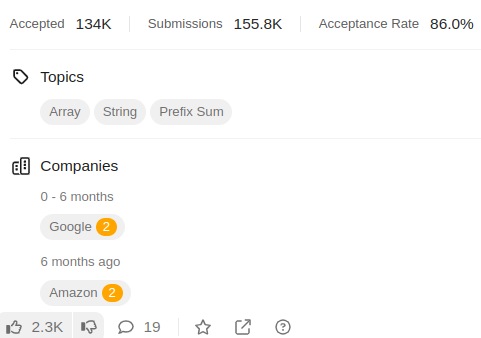 Accepted 134K Submissions 155.8K Acceptance Rate 86.0%
Topics
Array String Prefix Sum
Companies
0 - 6 months
Google 2
6 months ago
Amazon 2
2.3K 19